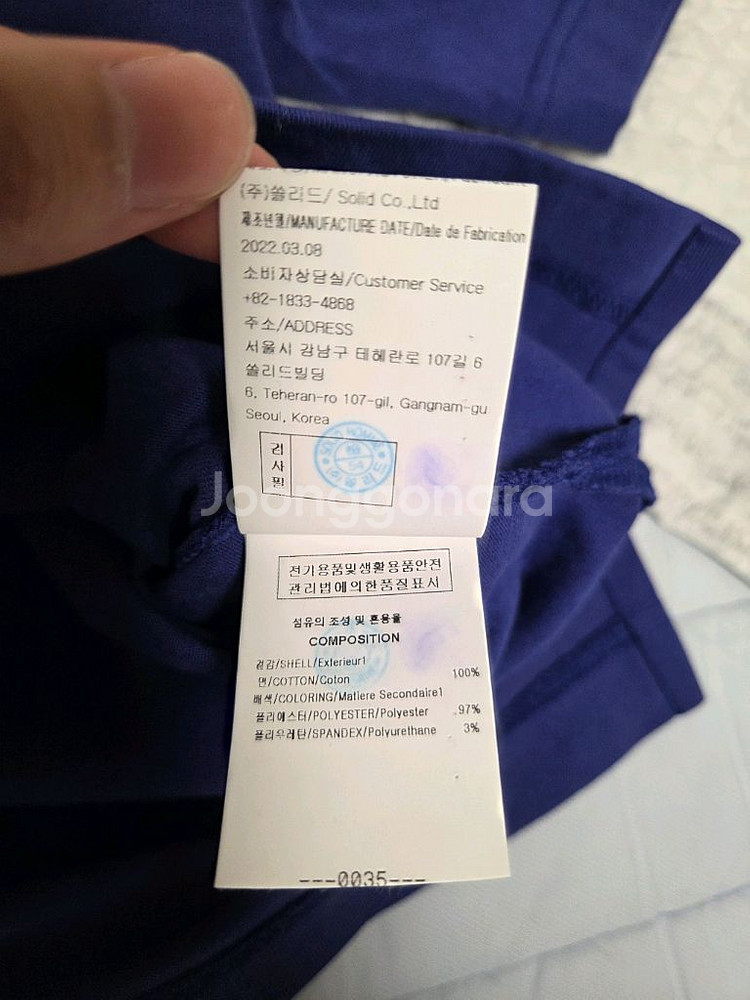 (주)쏠리드/ Solid Co.,Ltd
제조년월/MANUFACTURE DATE/Date de Fabrication
2022.03.08
소비자상담실/Customer Service
+82-1833-4868
주소/ADDRESS
서울시 강남구 테헤란로 107길 6
쏠리드빌딩
6, Teheran-ro 107-gil, Gangnam-gu
Seoul, Korea
검사필
Joonggonara
전기용품및생활용품안전
관리법에의한품질표시
섬유의 조성 및 혼용율
COMPOSITION
겉감/SHELL/Exterieur1
면/COTTON/Coton 100%
배색/COLORING/Matiere Secondaire1
폴리에스터/POLYESTER/Polyester 97%
폴리우레탄/SPANDEX/Polyurethane 3%
---0035---